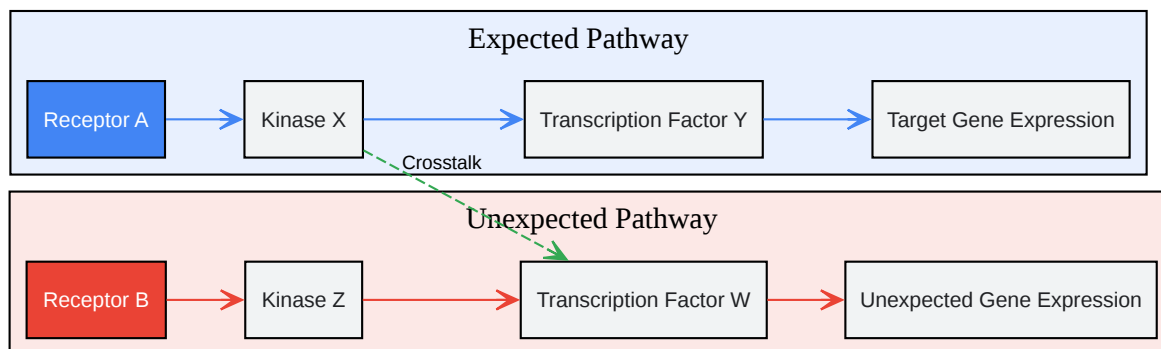 Expected Pathway
Receptor A
Kinase X
Transcription Factor Y
Target Gene Expression
Crosstalk
Unexpected Pathway
Receptor B
Kinase Z
Transcription Factor W
Unexpected Gene Expression